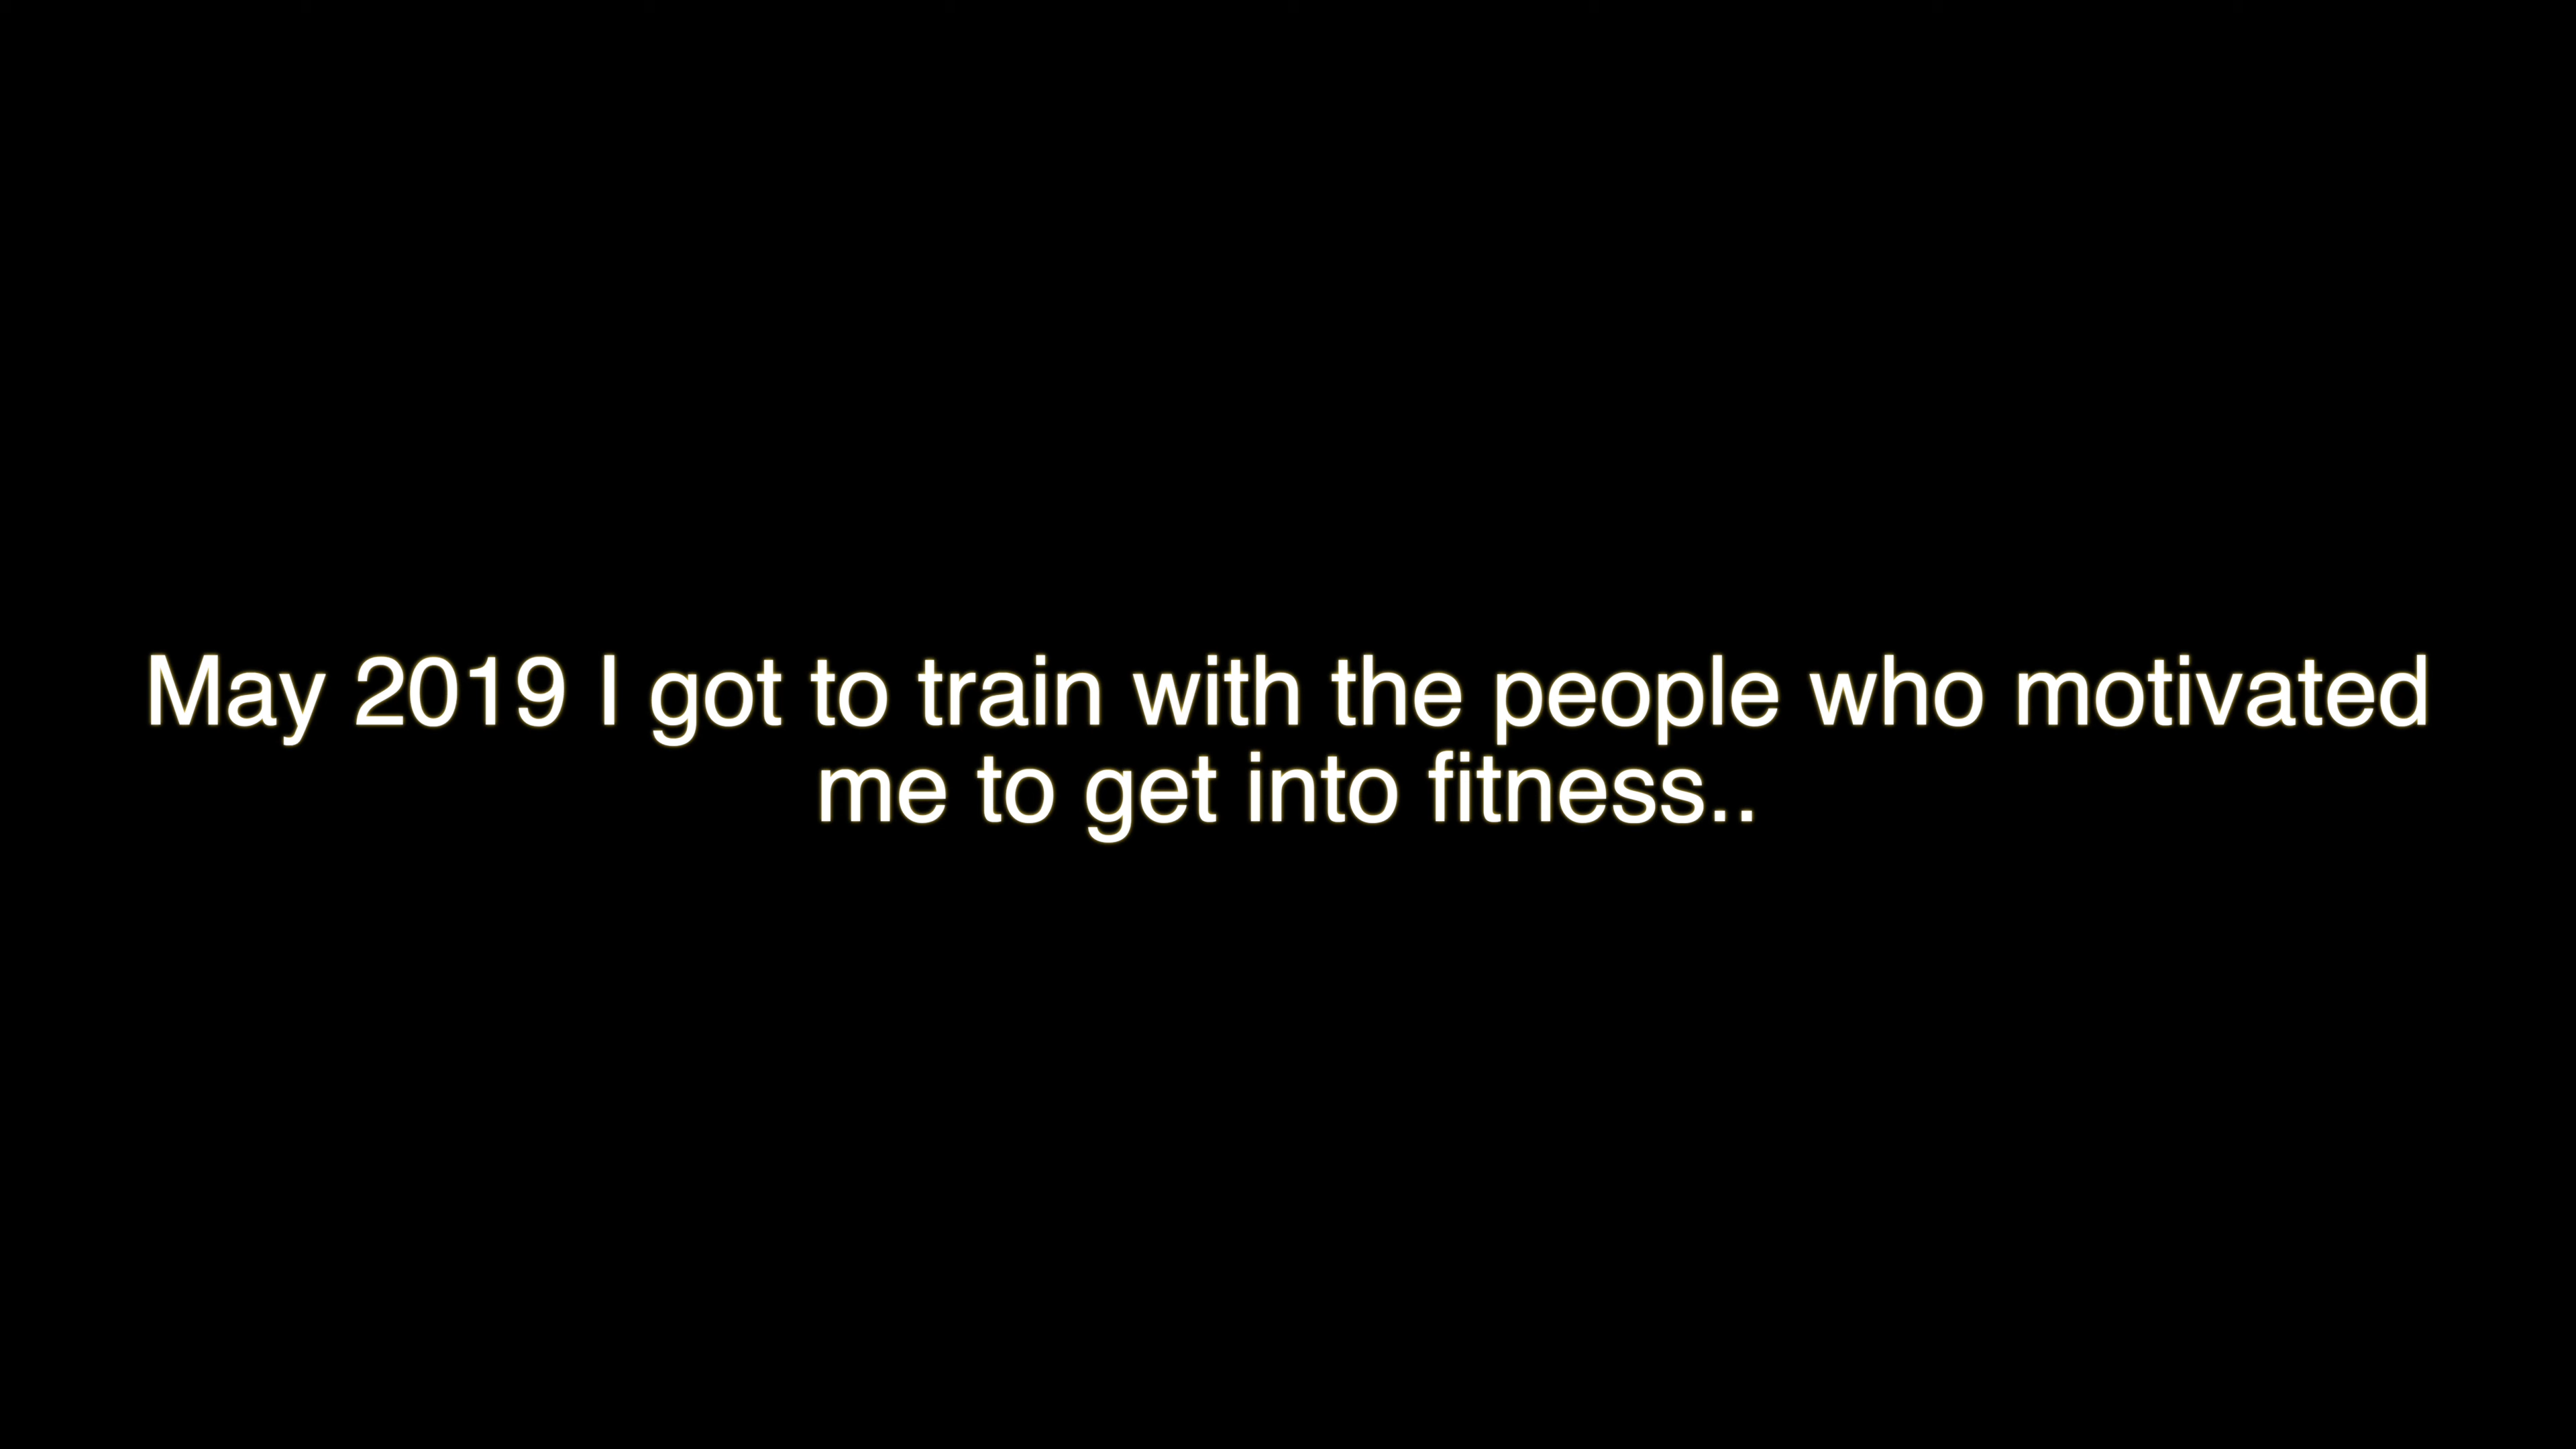 May 2019 I got to train with the people who motivated
me to get into fitness..